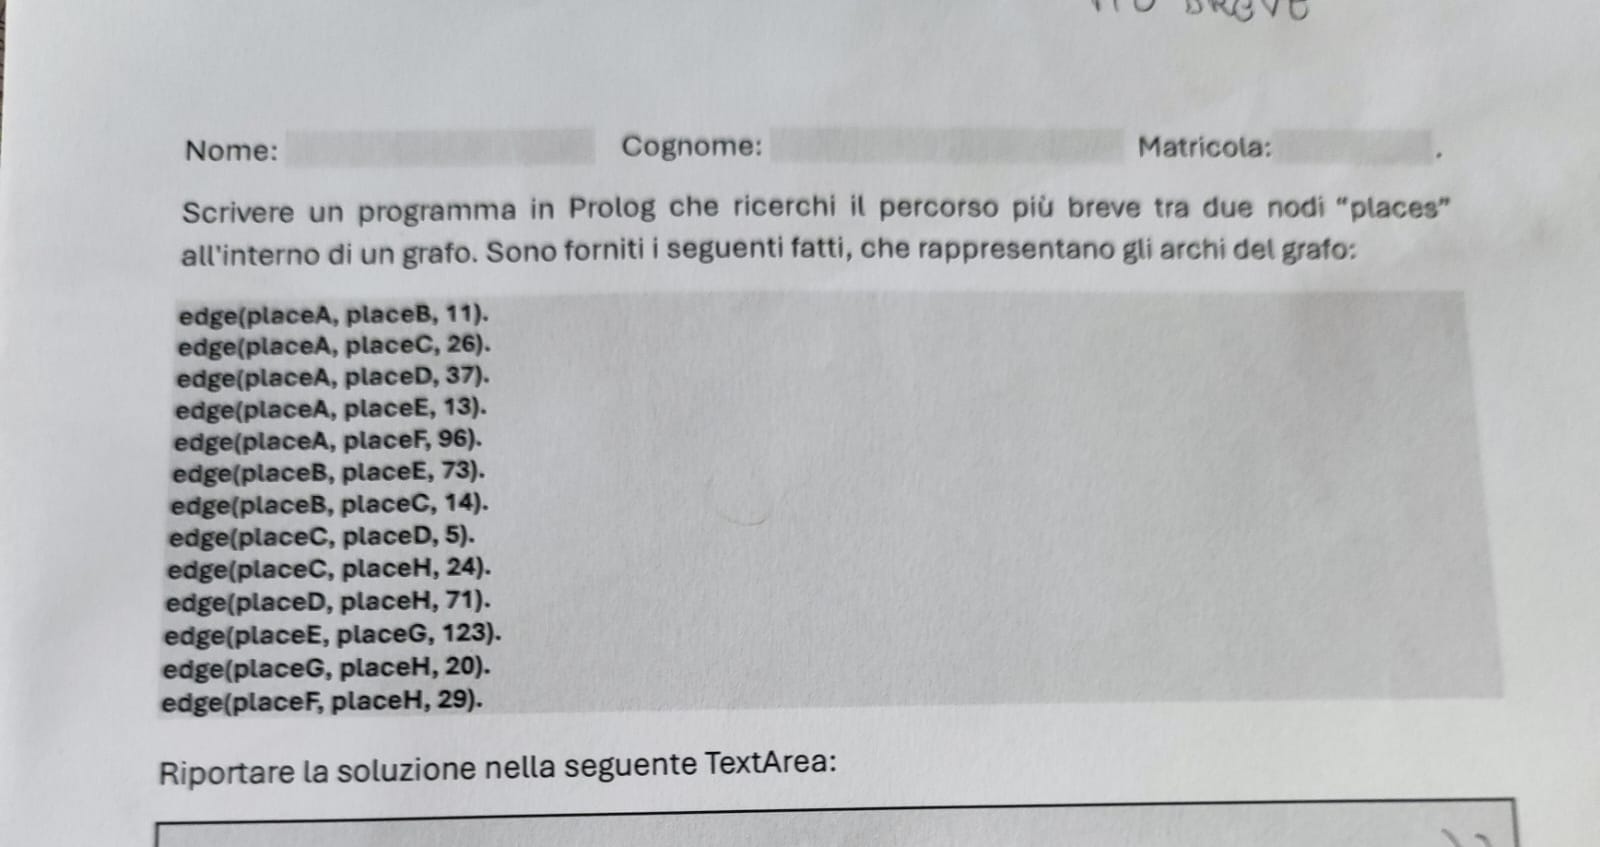 Nome: Cognome: Matricola: .
Scrivere un programma in Prolog che ricerchi il percorso più breve tra due nodi “places”
all'interno di un grafo. Sono forniti i seguenti fatti, che rappresentano gli archi del grafo:
edge(placeA, placeB, 11).
edge(placeA, placeC, 26).
edge(placeA, placeD, 37).
edge(placeA, placeE, 13).
edge(placeA, placeF, 96).
edge(placeB, placeE, 73).
edge(placeB, placeC, 14).
edge(placeC, placeD, 5).
edge(placeC, placeH, 24).
edge(placeD, placeH, 71).
edge(placeE, placeG, 123).
edge(placeG, placeH, 20).
edge(placeF, placeH, 29).
Riportare la soluzione nella seguente TextArea: